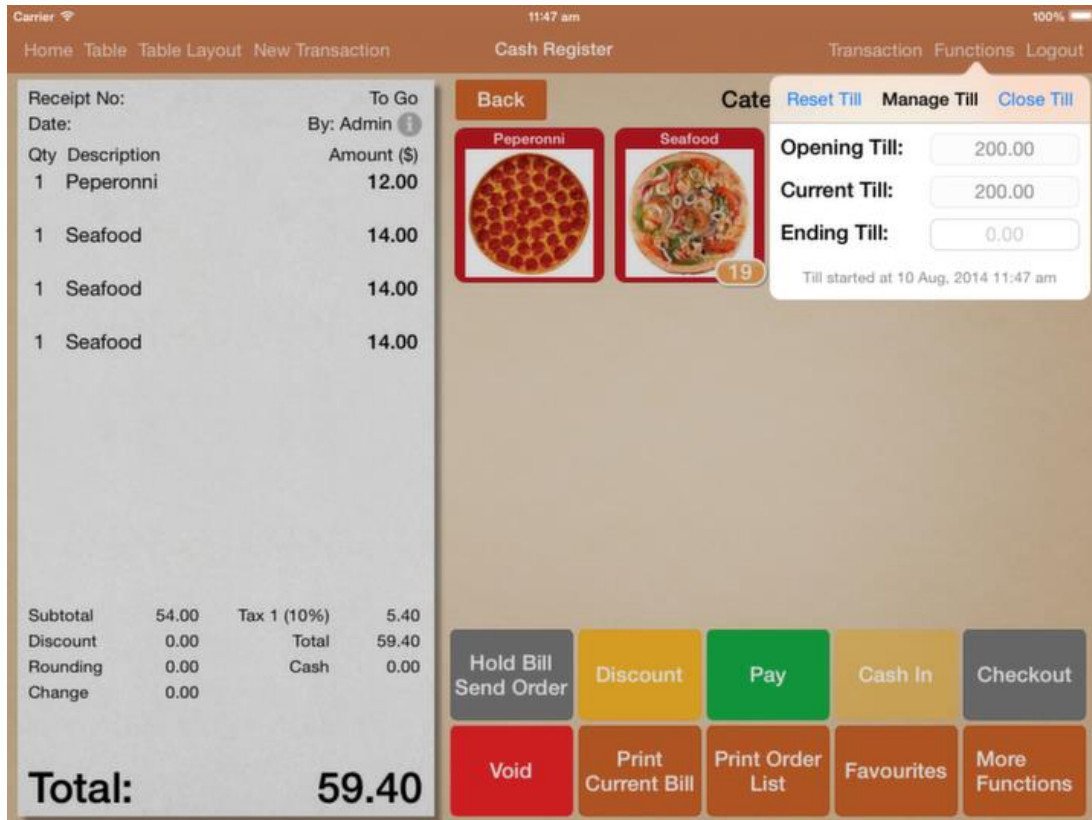 Carrier 11:47 am 100%
Home Table Table Layout New Transaction Cash Register Transaction Functions Logout
Receipt No: To Go
Date: By: Admin
Qty Description Amount ($)
1 Peperonni 12.00
1 Seafood 14.00
1 Seafood 14.00
1 Seafood 14.00
Subtotal 54.00 Tax 1 (10%) 5.40
Discount 0.00 Total 59.40
Rounding 0.00 Cash 0.00
Change 0.00
Total: 59.40
Back Cate
Peperonni Seafood
19
Reset Till Manage Till Close Till
Opening Till: 200.00
Current Till: 200.00
Ending Till: 0.00
Till started at 10 Aug, 2014 11:47 am
Hold Bill
Send Order
Discount
Pay
Cash In
Checkout
Void
Print
Current Bill
Print Order
List
Favourites
More
Functions